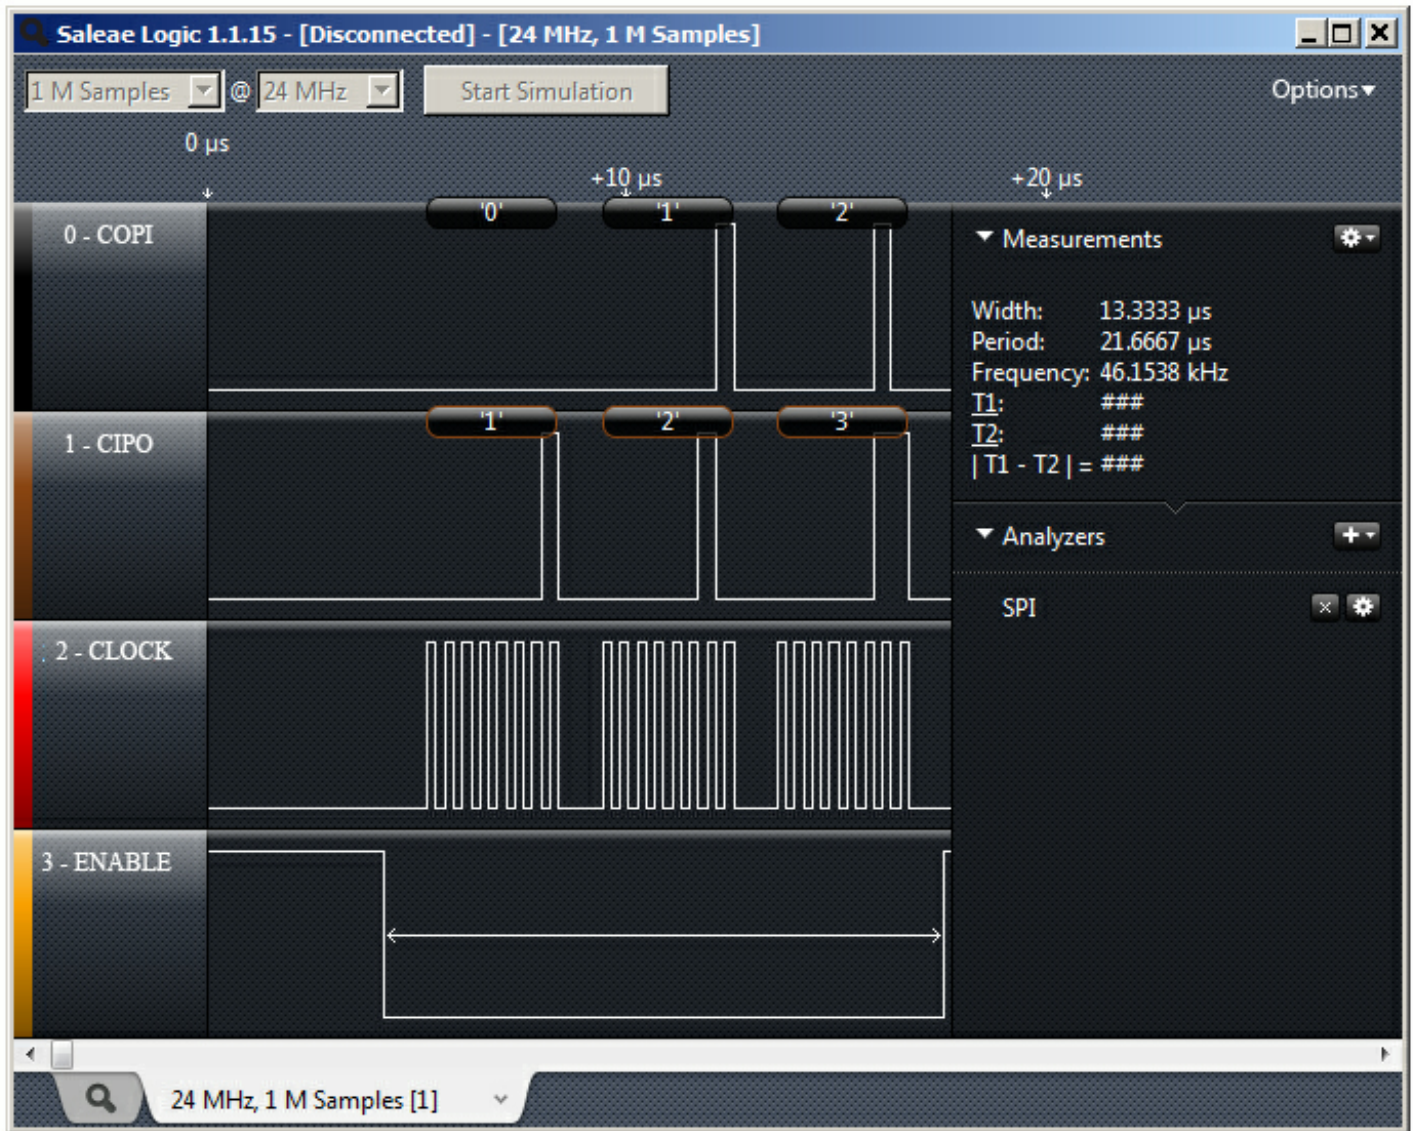 Saleae Logic 1.1.15 - [Disconnected] - [24 MHz, 1 M Samples]
1 M Samples @ 24 MHz Start Simulation Options
0 µs
+10 µs +20 µs
0 - COPI '0' '1' '2'
Measurements
Width: 13.3333 µs
Period: 21.6667 µs
Frequency: 46.1538 kHz
T1: ###
T2: ###
| T1 - T2 | = ###
1 - CIPO '1' '2' '3'
Analyzers
SPI
2 - CLOCK
3 - ENABLE
24 MHz, 1 M Samples [1]